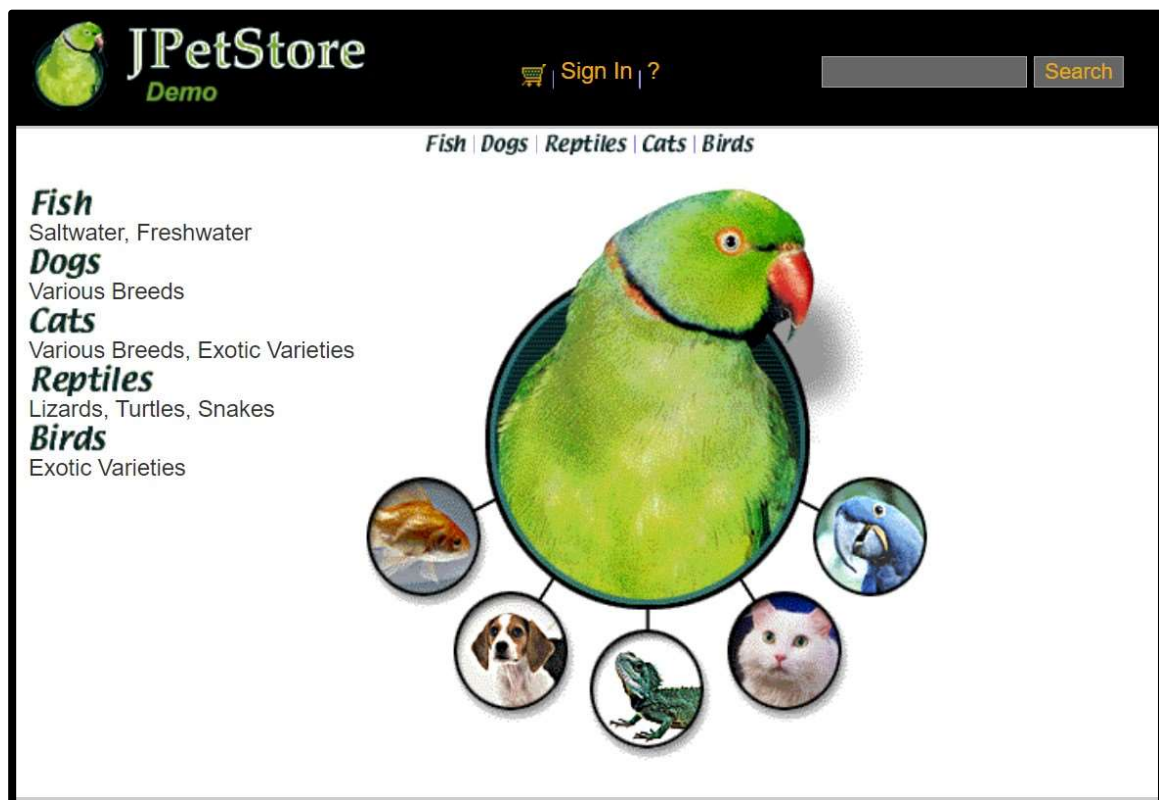 JPetStore
Demo
Sign In | ?
Search
Fish | Dogs | Reptiles | Cats | Birds
Fish
Saltwater, Freshwater
Dogs
Various Breeds
Cats
Various Breeds, Exotic Varieties
Reptiles
Lizards, Turtles, Snakes
Birds
Exotic Varieties